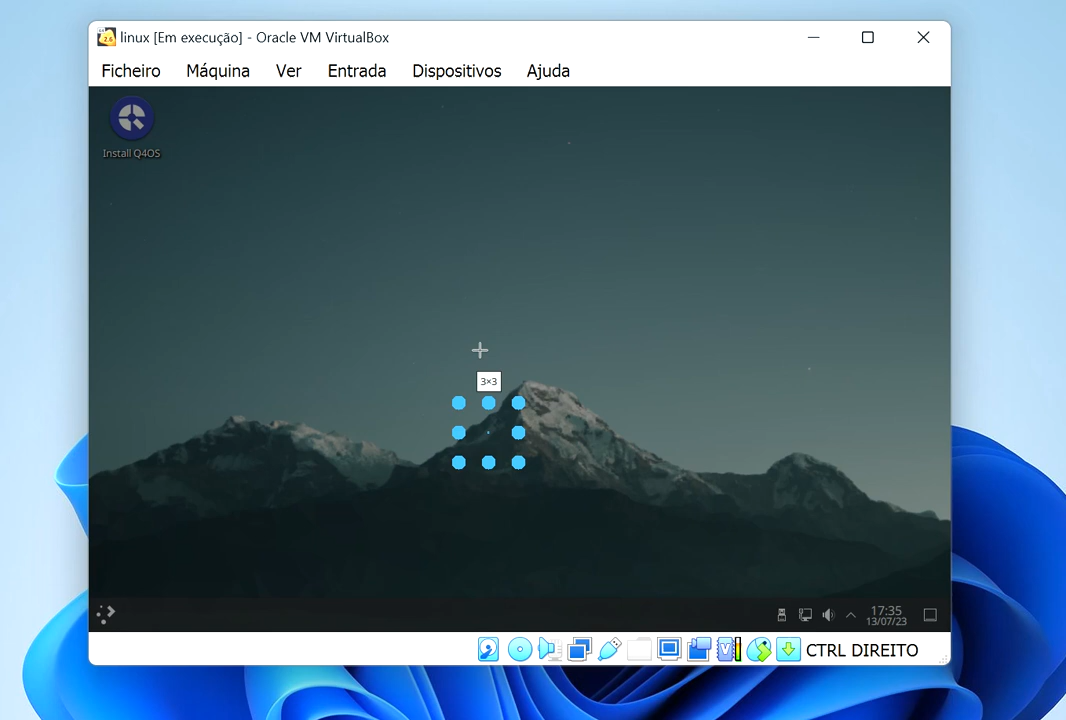 linux [Em execução] - Oracle VM VirtualBox
Ficheiro Máquina Ver Entrada Dispositivos Ajuda
Install Q4OS
3×3
17:35
13/07/23
CTRL DIREITO